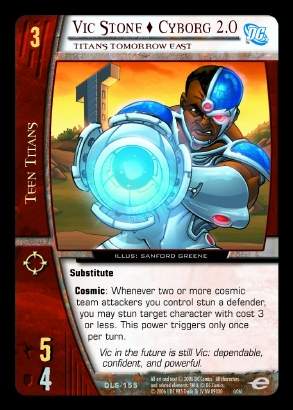 3
VIC STONE ♦ CYBORG 2.0
DC
TITANS TOMORROW EAST
TEEN TITANS
ILLUS: SANFORD GREENE
Substitute
Cosmic: Whenever two or more cosmic
team attackers you control stun a defender,
you may stun target character with cost 3
or less. This power triggers only once
per turn.
Vic in the future is still Vic: dependable,
confident, and powerful.
5
4
DLS-155